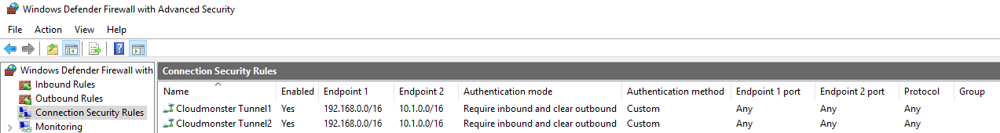 Windows Defender Firewall with Advanced Security
File Action View Help
Windows Defender Firewall with
Inbound Rules
Outbound Rules
Connection Security Rules
Monitoring
Connection Security Rules
Name Enabled Endpoint 1 Endpoint 2 Authentication mode Authentication method Endpoint 1 port Endpoint 2 port Protocol Group
Cloudmonster Tunnel1 Yes 192.168.0.0/16 10.1.0.0/16 Require inbound and clear outbound Custom Any Any Any
Cloudmonster Tunnel2 Yes 192.168.0.0/16 10.1.0.0/16 Require inbound and clear outbound Custom Any Any Any